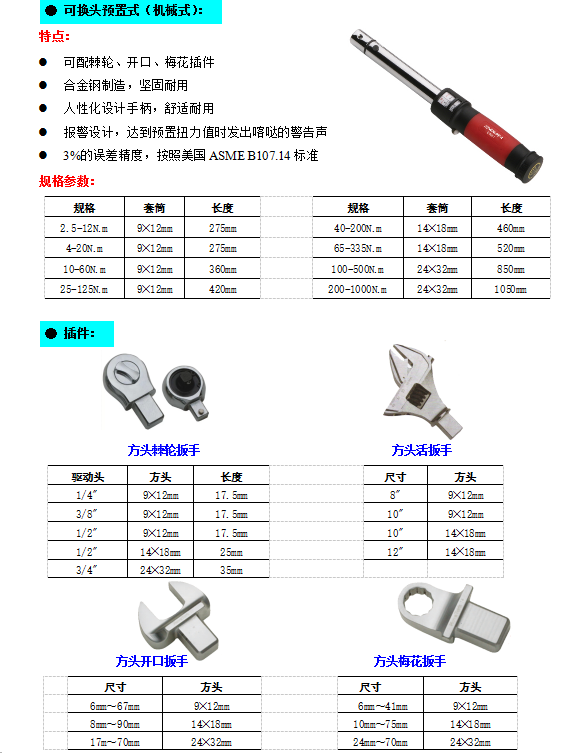 ● 可换头预置式（机械式）：
特点：
● 可配棘轮、开口、梅花插件
● 合金钢制造，坚固耐用
● 人性化设计手柄，舒适耐用
● 报警设计，达到预置扭力值时发出喀哒的警告声
● 3%的误差精度，按照美国 ASME B107.14 标准
规格参数：
规格 套筒 长度 规格 套筒 长度
2.5-12N.m 9×12mm 275mm 40-200N.m 14×18mm 460mm
4-20N.m 9×12mm 275mm 65-335N.m 14×18mm 520mm
10-60N.m 9×12mm 360mm 100-500N.m 24×32mm 850mm
25-125N.m 9×12mm 420mm 200-1000N.m 24×32mm 1050mm
● 插件：
方头棘轮扳手 方头活扳手
驱动头 方头 长度 尺寸 方头
1/4" 9×12mm 17.5mm 8" 9×12mm
3/8" 9×12mm 17.5mm 10" 9×12mm
1/2" 9×12mm 17.5mm 10" 14×18mm
1/2" 14×18mm 25mm 12" 14×18mm
3/4" 24×32mm 35mm
方头开口扳手 方头梅花扳手
尺寸 方头 尺寸 方头
6mm～67mm 9×12mm 6mm～41mm 9×12mm
8mm～90mm 14×18mm 10mm～75mm 14×18mm
17m～70mm 24×32mm 24mm～70mm 24×32mm